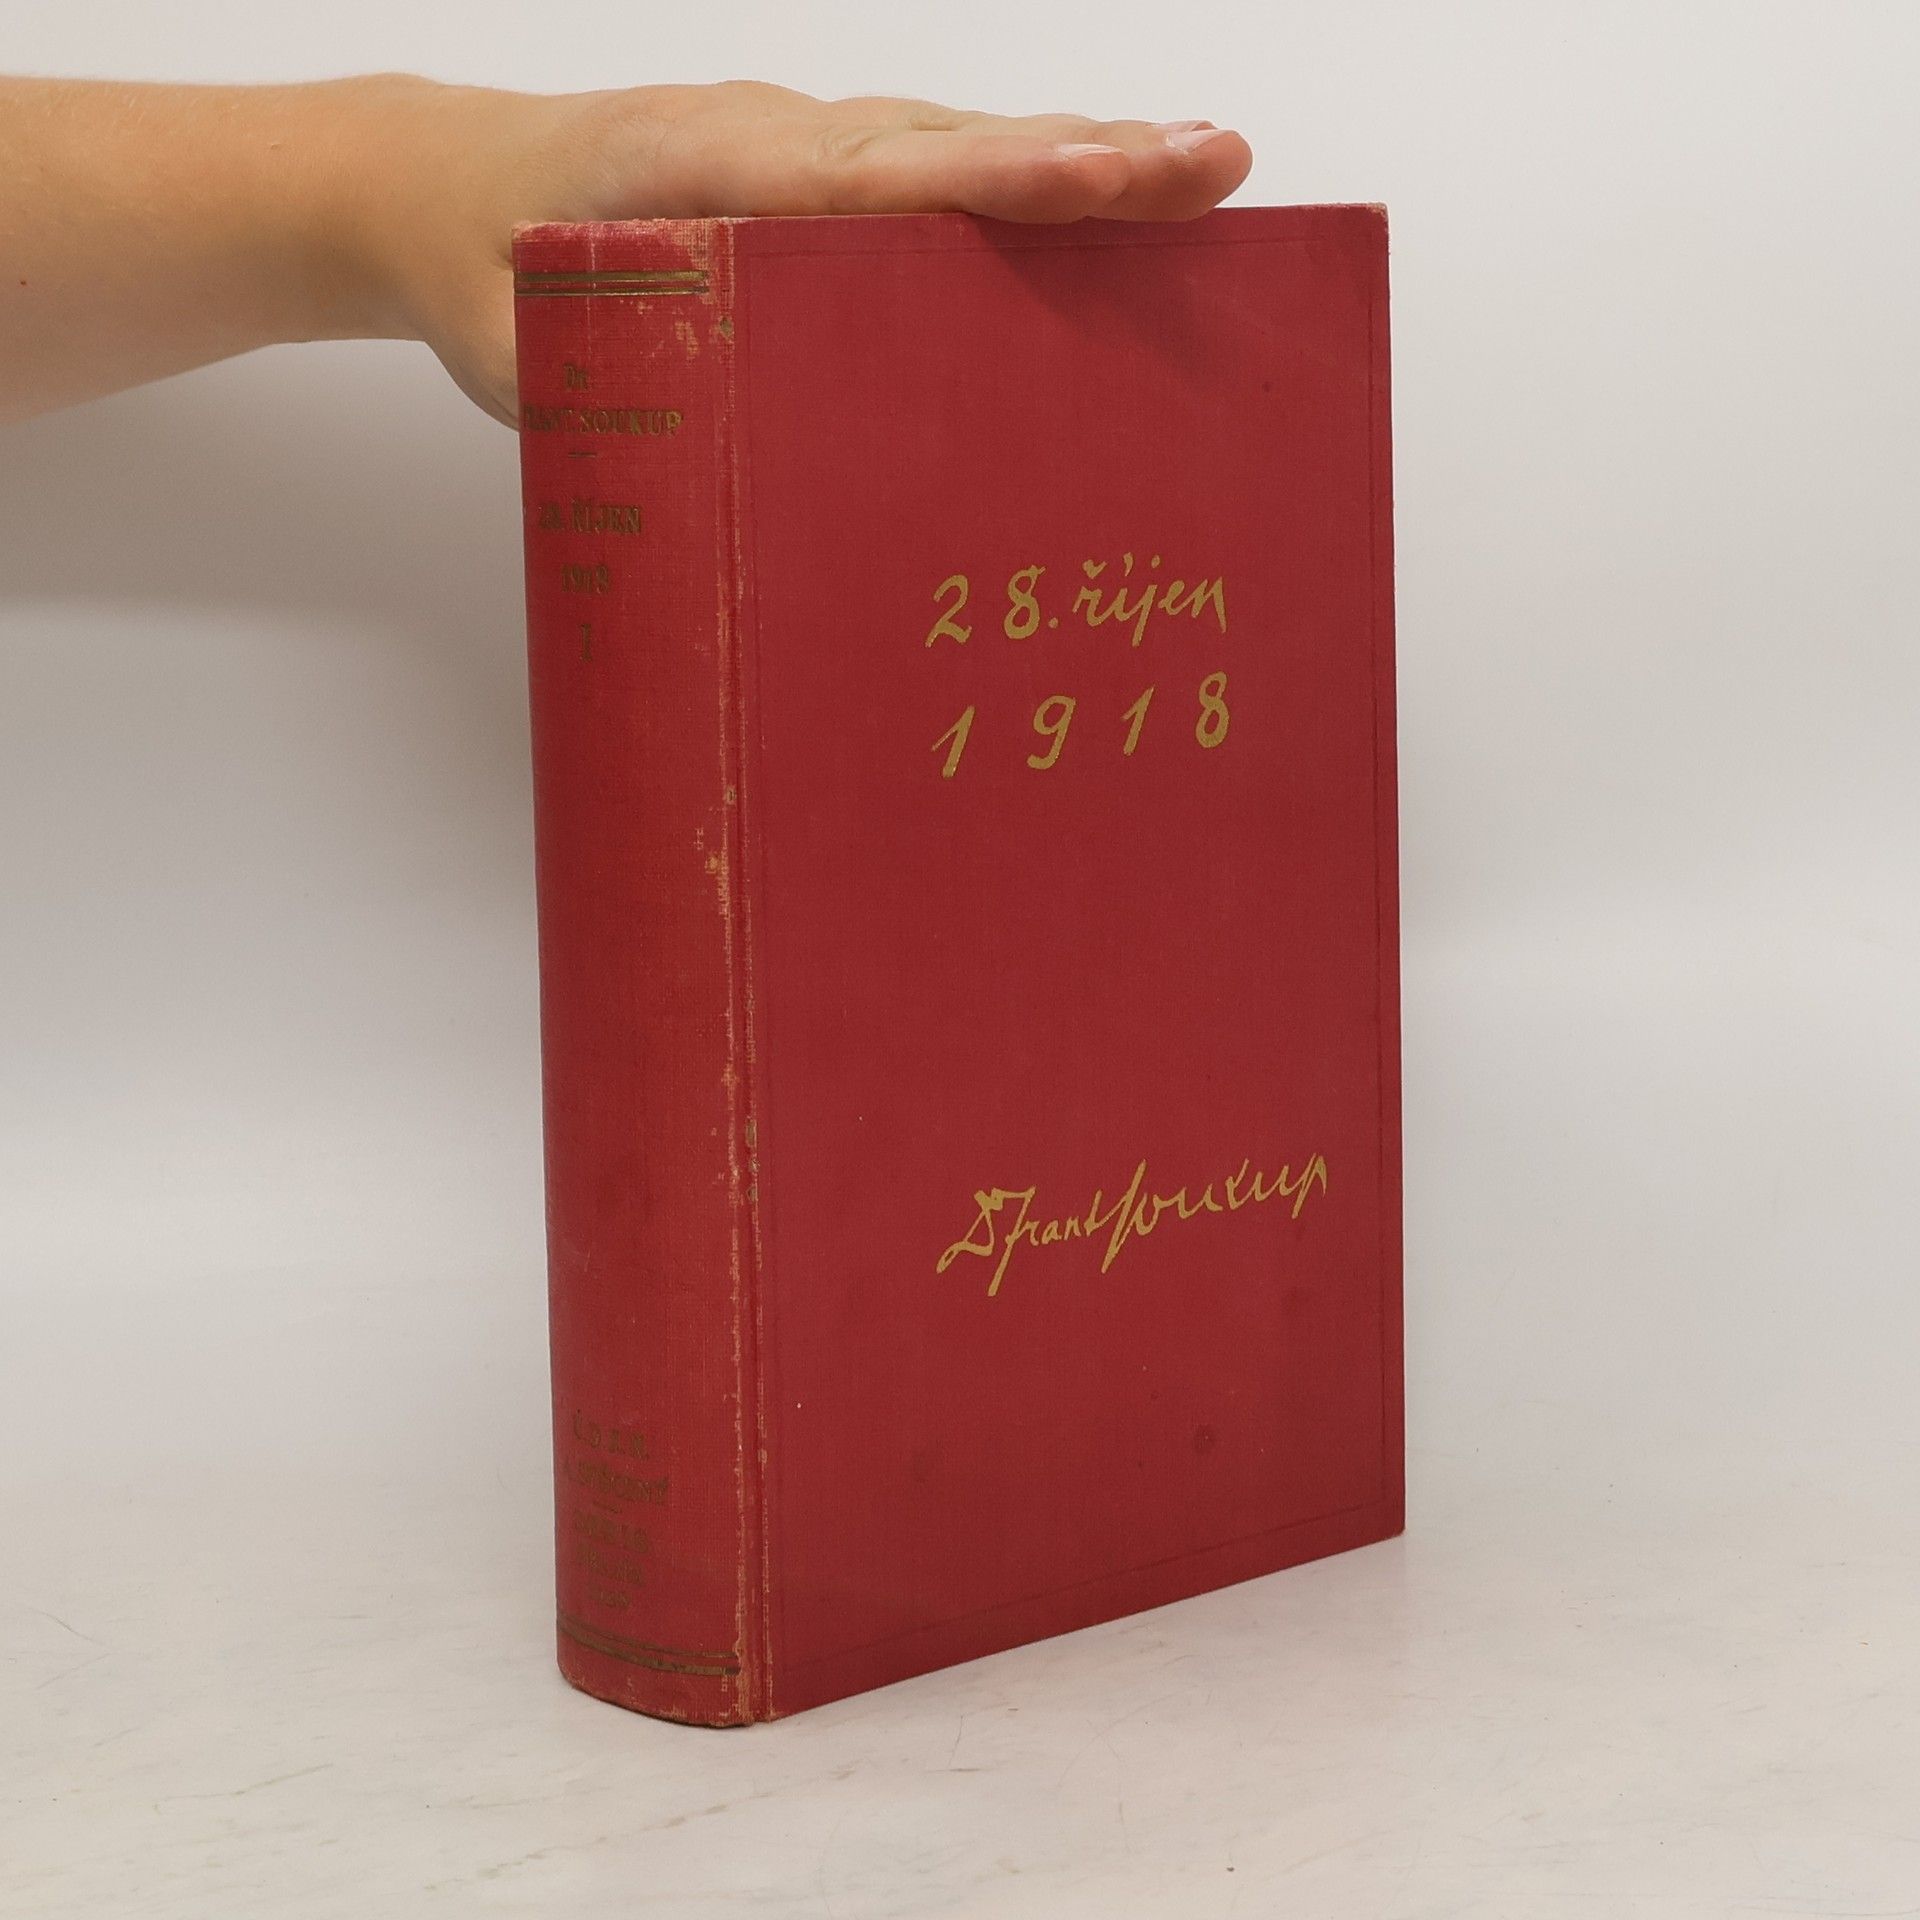 Dr.
FRANT. SOUKUP
28. ŘÍJEN
1918
I
28. říjen
1918
Dr Frant Soukup